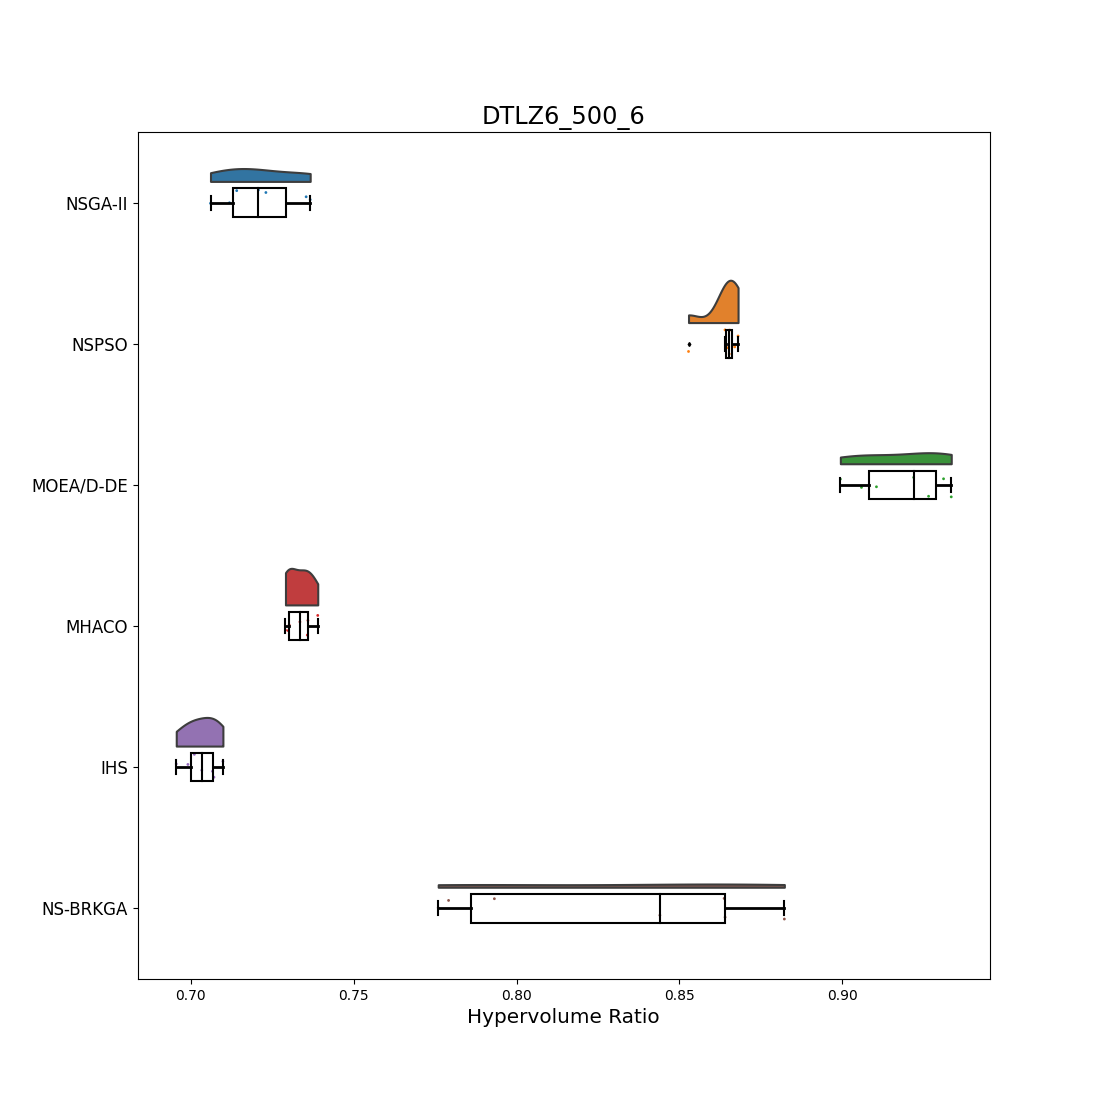 DTLZ6_500_6
NSGA-II
NSPSO
MOEA/D-DE
MHACO
IHS
NS-BRKGA
0.70 0.75 0.80 0.85 0.90
Hypervolume Ratio